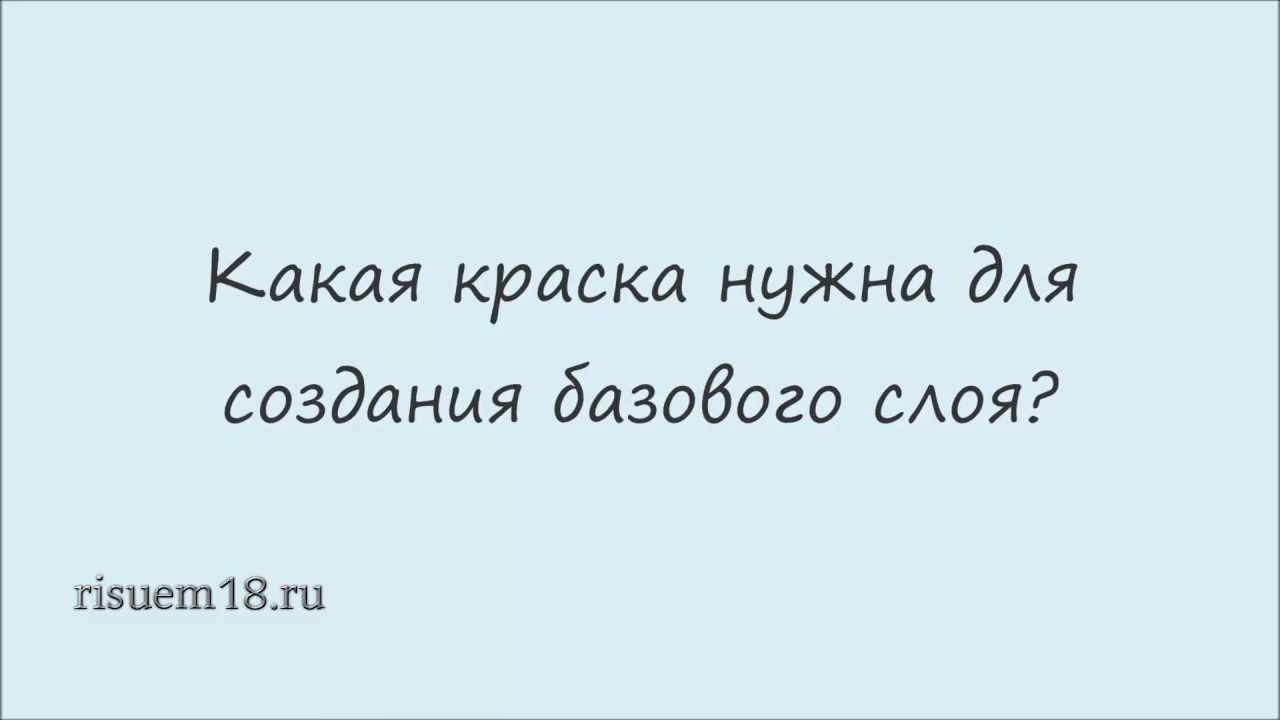 Какая краска нужна для
создания базового слоя?
risuem18.ru